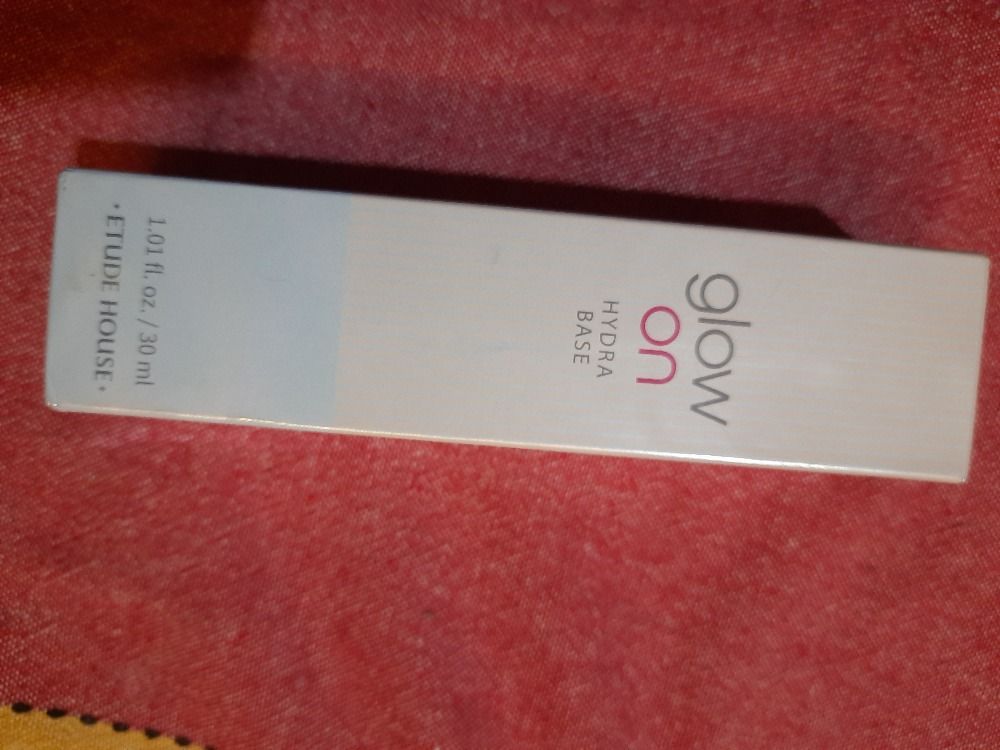 glow
on
HYDRA
BASE
1.01 fl. oz. / 30 ml
· ETUDE HOUSE ·